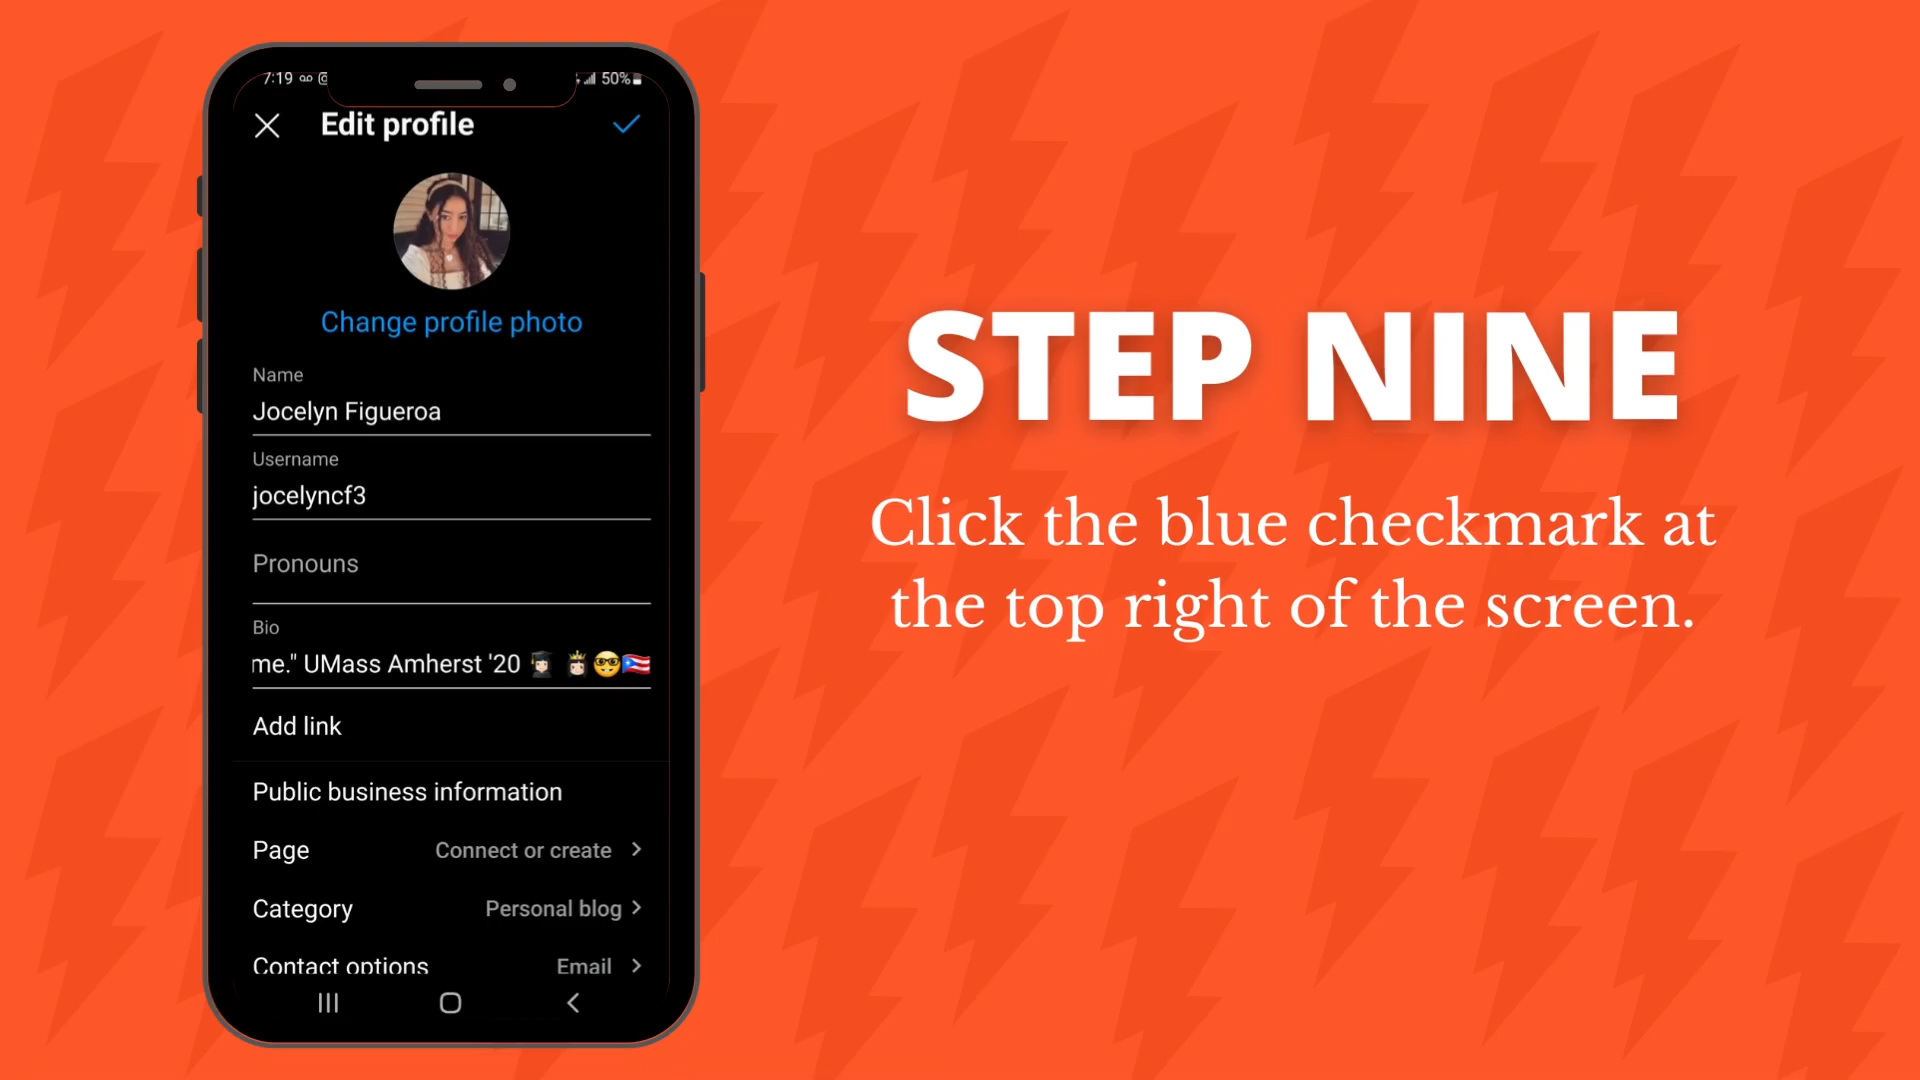 7:19
50%
Edit profile
Change profile photo
Name
Jocelyn Figueroa
Username
jocelyncf3
Pronouns
Bio
me." UMass Amherst '20 👩🏻‍🎓 👸🏻🤓🇵🇷
Add link
Public business information
Page Connect or create
Category Personal blog
Contact options Email
STEP NINE
Click the blue checkmark at
the top right of the screen.